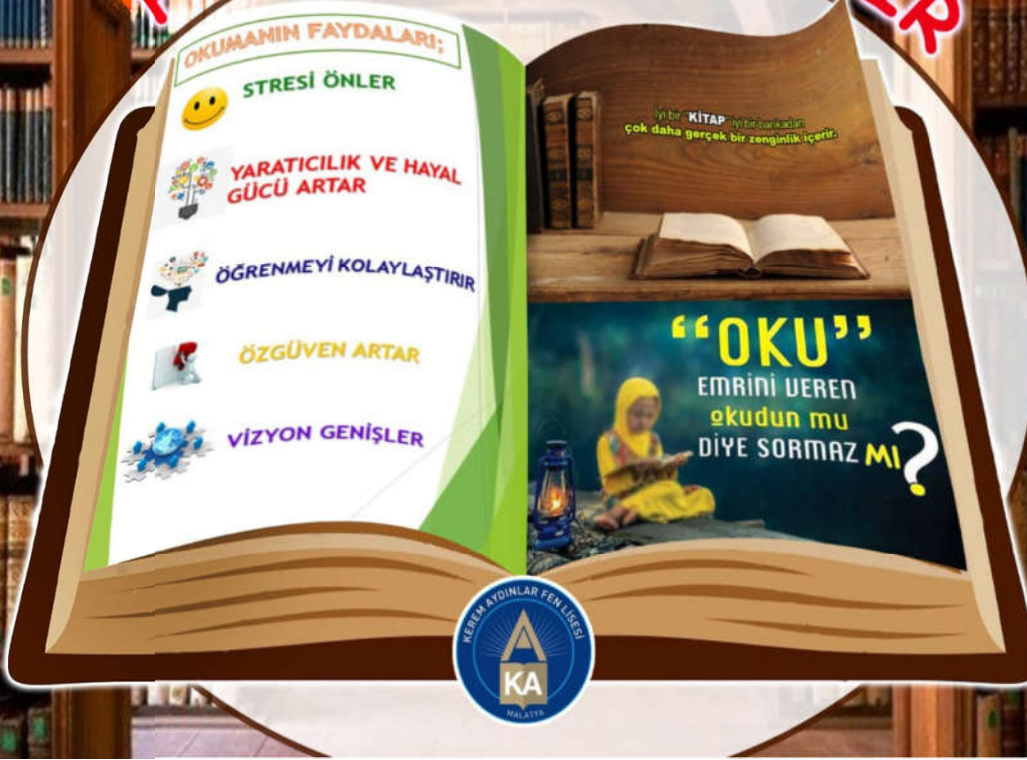 OKUMANIN FAYDALARI;
STRESİ ÖNLER
YARATICILIK VE HAYAL
GÜCÜ ARTAR
ÖĞRENMEYİ KOLAYLAŞTIRIR
ÖZGÜVEN ARTAR
VİZYON GENİŞLER
İyi bir "KİTAP" iyi bir bankadan
çok daha gerçek bir zenginlik içerir.
“OKU”
EMRİNİ VEREN
okudun mu
DİYE SORMAZ MI?
KEREM AYDINLAR FEN LİSESİ
KA
MALATYA